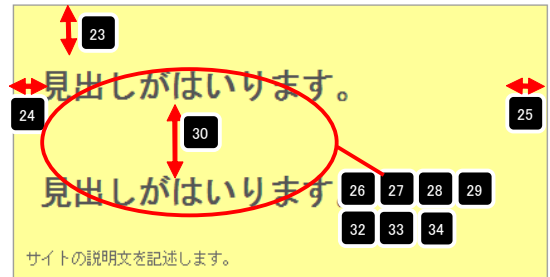 23
見出しがはいります。
24
25
30
見出しがはいります
26 27 28 29
32 33 34
サイトの説明文を記述します。